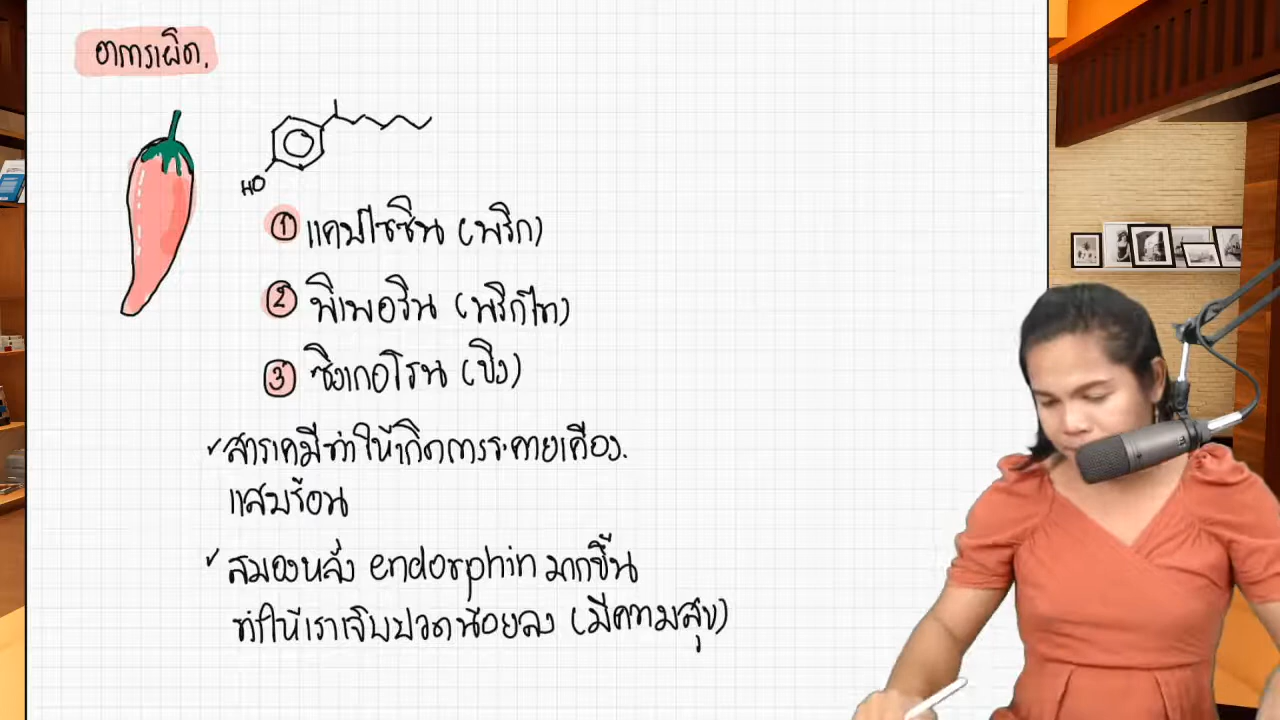 อาการเผ็ด.
HO
① แคปไซซิน (พริก)
② พิเพอรีน (พริกไท)
③ ซิงเกอโรน (ขิง)
✓ สารเคมีทำให้เกิดการระคายเคือง.
แสบร้อน
✓ สมองหลั่ง endorphin มากขึ้น
ทำให้เราเจ็บปวดน้อยลง (มีความสุข)